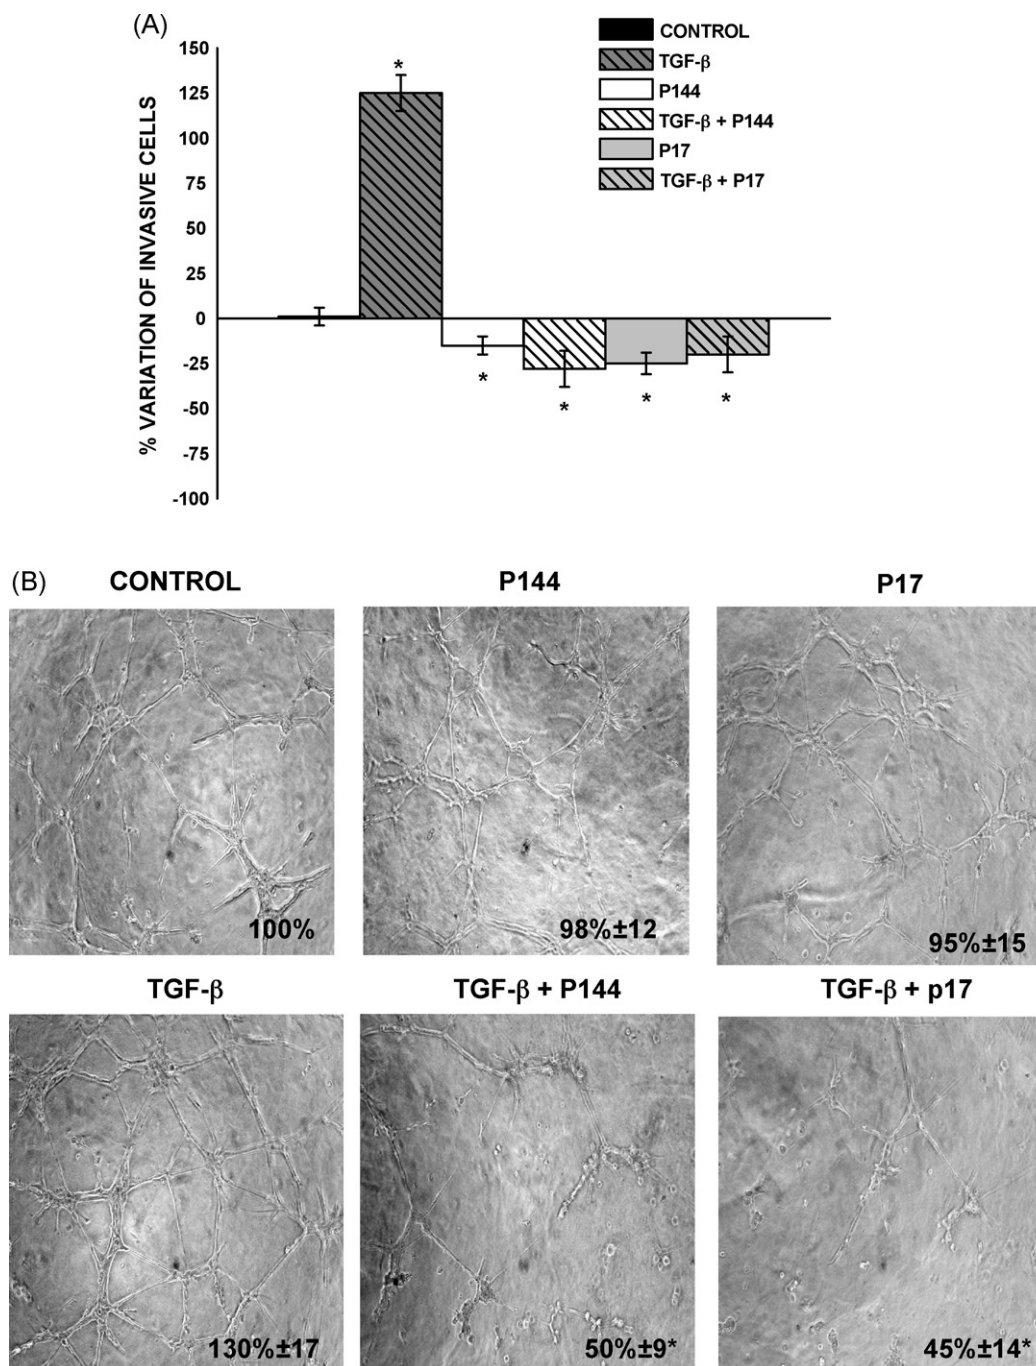 (A)
CONTROL
TGF-β
P144
TGF-β + P144
P17
TGF-β + P17
% VARIATION OF INVASIVE CELLS
150
125
100
75
50
25
0
-25
-50
-75
-100
*
*
*
*
*
(B)
CONTROL
P144
P17
100%
98%±12
95%±15
TGF-β
TGF-β + P144
TGF-β + p17
130%±17
50%±9*
45%±14*